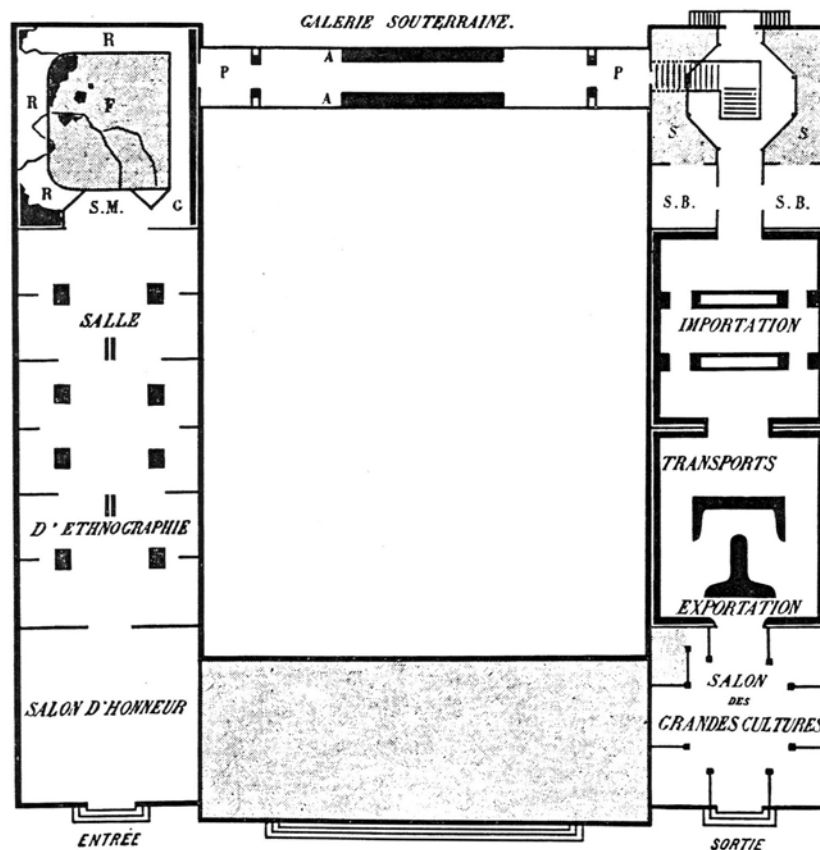 GALERIE SOUTERRAINE.
R
P
A
P
R
F
A
S
S
R
S.M.
G
S.B.
S.B.
SALLE
IMPORTATION
TRANSPORTS
D'ETHNOGRAPHIE
EXPORTATION
SALON D'HONNEUR
SALON
DES
GRANDES CULTURES
ENTRÉE
SORTIE